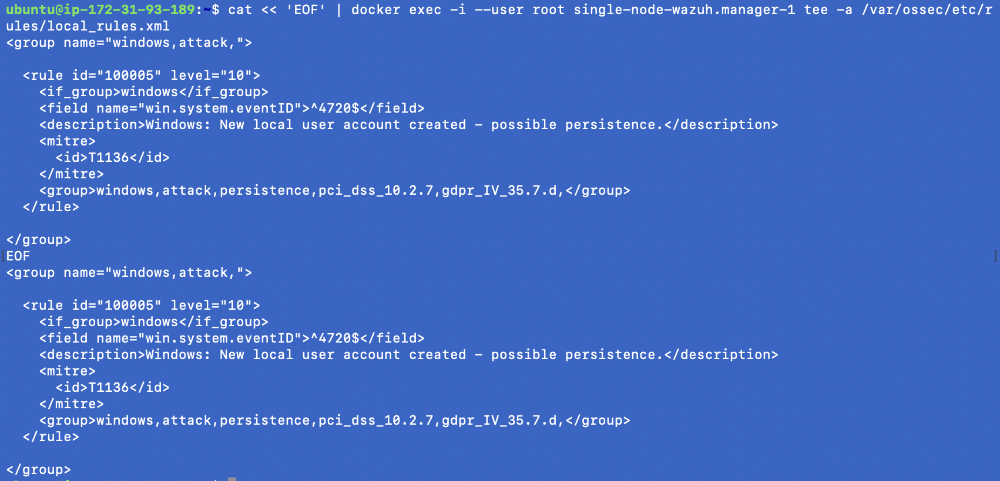 ubuntu@ip-172-31-93-189:~$ cat << 'EOF' | docker exec -i --user root single-node-wazuh.manager-1 tee -a /var/ossec/etc/r
ules/local_rules.xml
<group name="windows,attack,">
  <rule id="100005" level="10">
    <if_group>windows</if_group>
    <field name="win.system.eventID">^4720$</field>
    <description>Windows: New local user account created – possible persistence.</description>
    <mitre>
      <id>T1136</id>
    </mitre>
    <group>windows,attack,persistence,pci_dss_10.2.7,gdpr_IV_35.7.d,</group>
  </rule>
</group>
[EOF ]
<group name="windows,attack,">
  <rule id="100005" level="10">
    <if_group>windows</if_group>
    <field name="win.system.eventID">^4720$</field>
    <description>Windows: New local user account created – possible persistence.</description>
    <mitre>
      <id>T1136</id>
    </mitre>
    <group>windows,attack,persistence,pci_dss_10.2.7,gdpr_IV_35.7.d,</group>
  </rule>
</group>